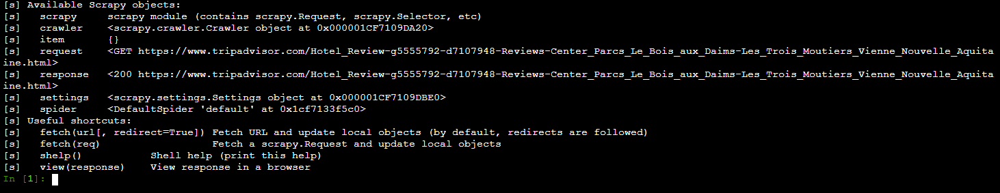 [s] Available Scrapy objects:
[s]   scrapy     scrapy module (contains scrapy.Request, scrapy.Selector, etc)
[s]   crawler    <scrapy.crawler.Crawler object at 0x000001CF7109DA20>
[s]   item       {}
[s]   request    <GET https://www.tripadvisor.com/Hotel_Review-g5555792-d7107948-Reviews-Center_Parcs_Le_Bois_aux_Daims-Les_Trois_Moutiers_Vienne_Nouvelle_Aquita
ine.html>
[s]   response   <200 https://www.tripadvisor.com/Hotel_Review-g5555792-d7107948-Reviews-Center_Parcs_Le_Bois_aux_Daims-Les_Trois_Moutiers_Vienne_Nouvelle_Aquita
ine.html>
[s]   settings   <scrapy.settings.Settings object at 0x000001CF7109DBE0>
[s]   spider     <DefaultSpider 'default' at 0x1cf7133f5c0>
[s] Useful shortcuts:
[s]   fetch(url[, redirect=True]) Fetch URL and update local objects (by default, redirects are followed)
[s]   fetch(req)                  Fetch a scrapy.Request and update local objects
[s]   shelp()           Shell help (print this help)
[s]   view(response)    View response in a browser
In [1]: